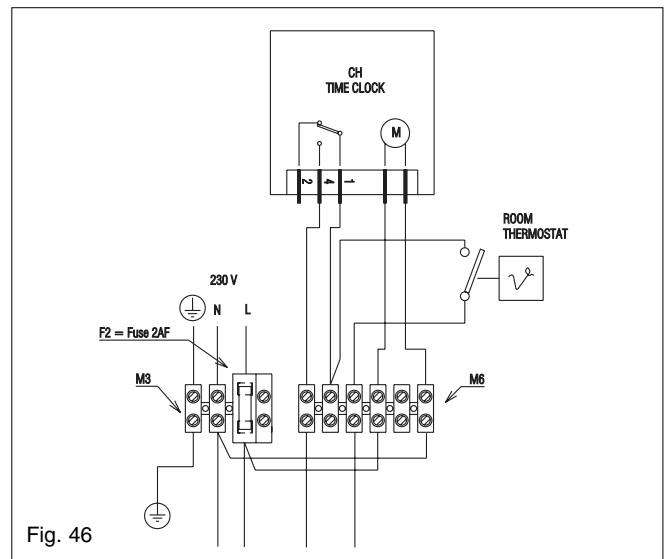 CH
TIME CLOCK
M
2 4 1
ROOM
THERMOSTAT
230 V
N L
F2 = Fuse 2AF
M3
M6
Fig. 46